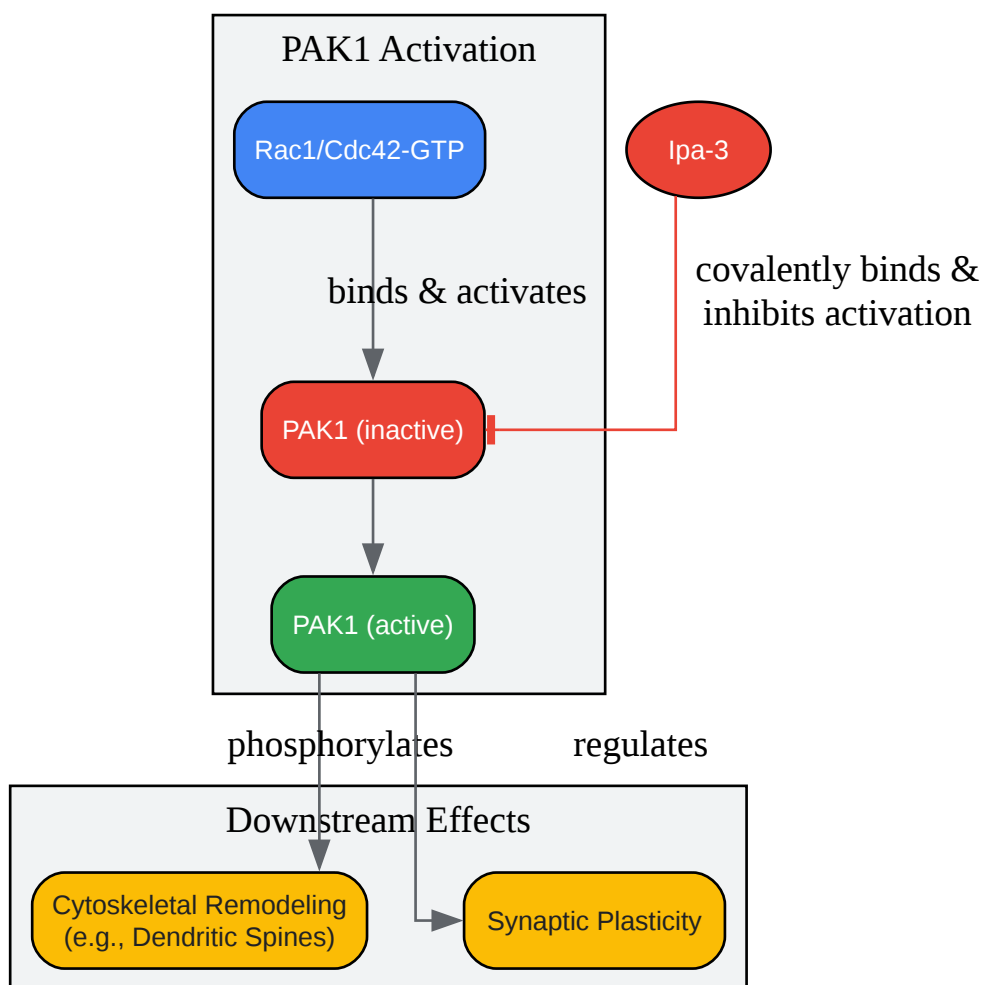 PAK1 Activation
Rac1/Cdc42-GTP
Ipa-3
binds & activates
covalently binds &
inhibits activation
PAK1 (inactive)
PAK1 (active)
phosphorylates
regulates
Downstream Effects
Cytoskeletal Remodeling
(e.g., Dendritic Spines)
Synaptic Plasticity